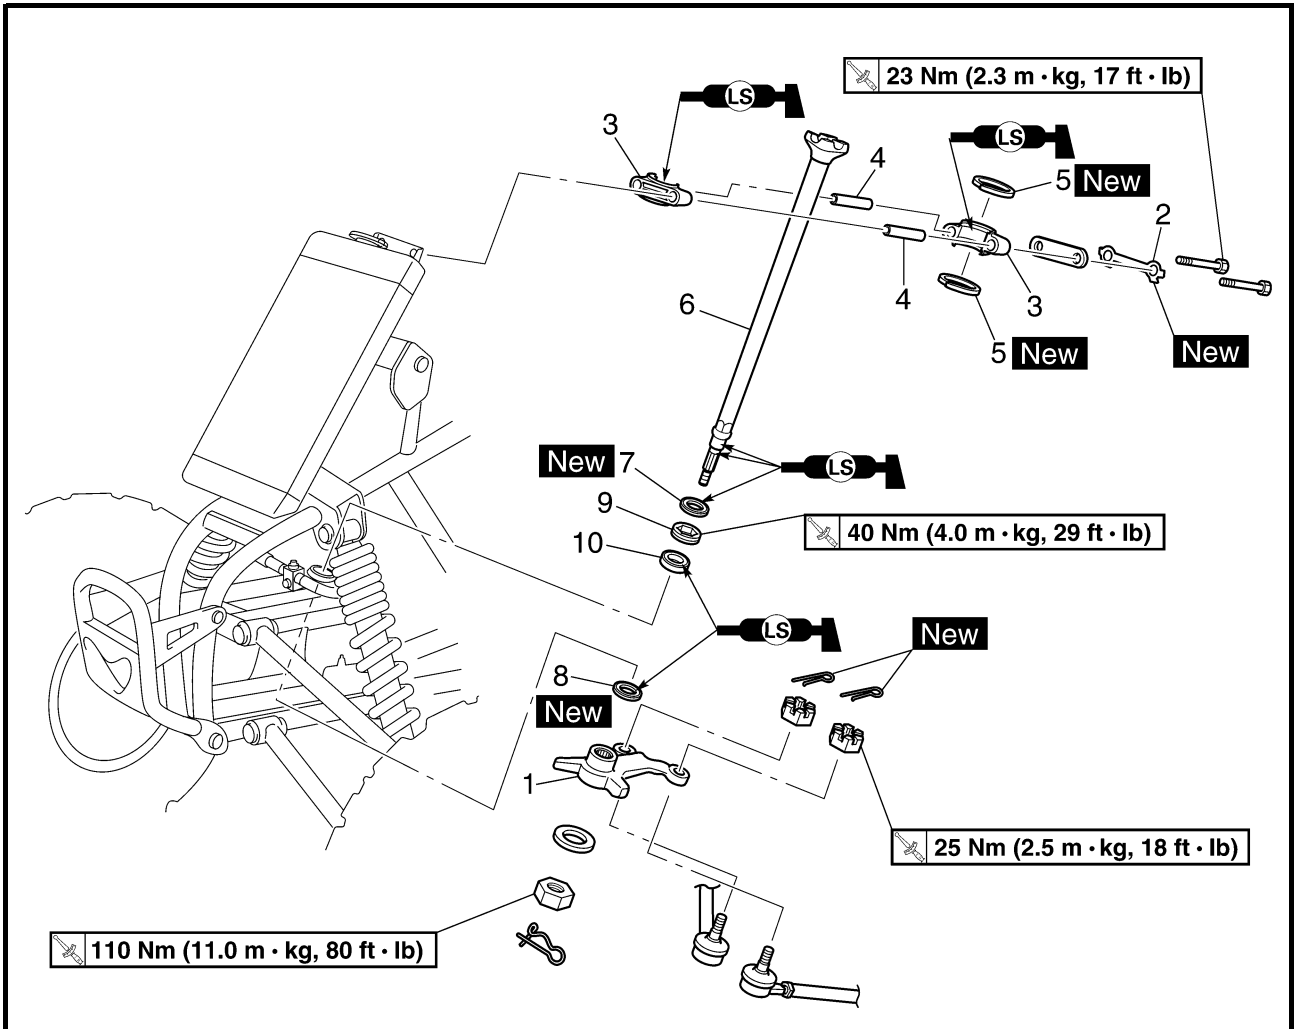 23 Nm (2.3 m · kg, 17 ft · lb)
LS
3
LS
4
5 New
2
6
4
3
5 New
New
New 7
LS
9
40 Nm (4.0 m · kg, 29 ft · lb)
10
LS
New
8
New
1
25 Nm (2.5 m · kg, 18 ft · lb)
110 Nm (11.0 m · kg, 80 ft · lb)